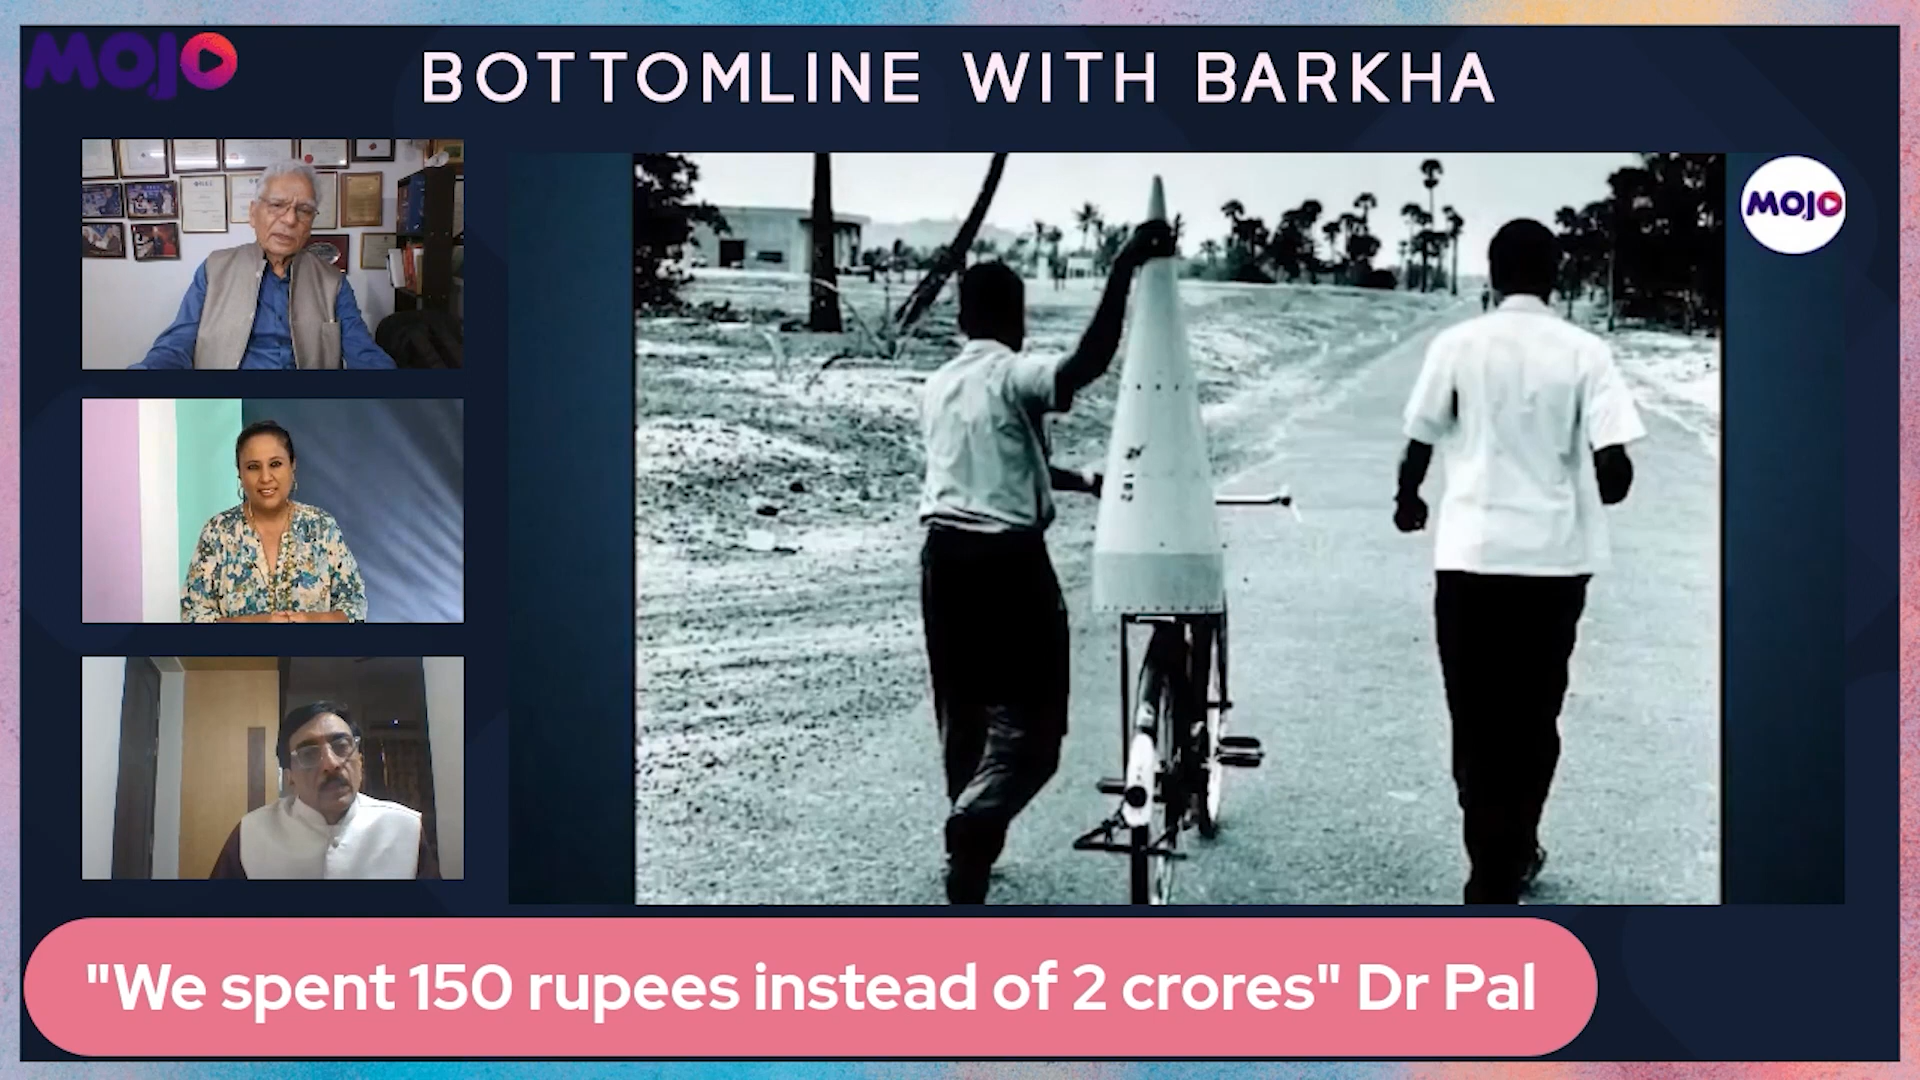 MOJO
BOTTOMLINE WITH BARKHA
MOJO
"We spent 150 rupees instead of 2 crores" Dr Pal